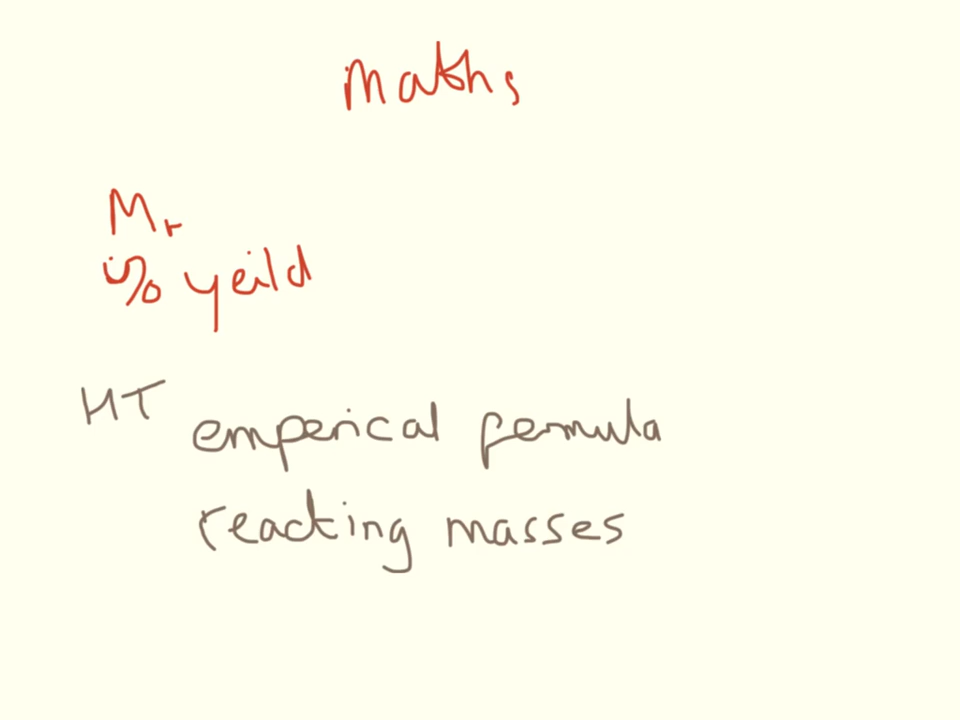 Maths
Mr
% yeild
HT
emperical formula
reacting masses